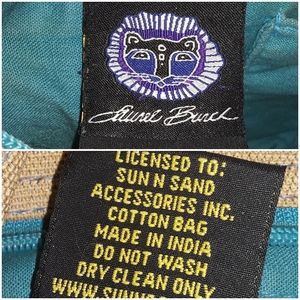 Laurel Burch
LICENSED TO:
SUN N SAND
ACCESSORIES INC.
COTTON BAG
MADE IN INDIA
DO NOT WASH
DRY CLEAN ONLY